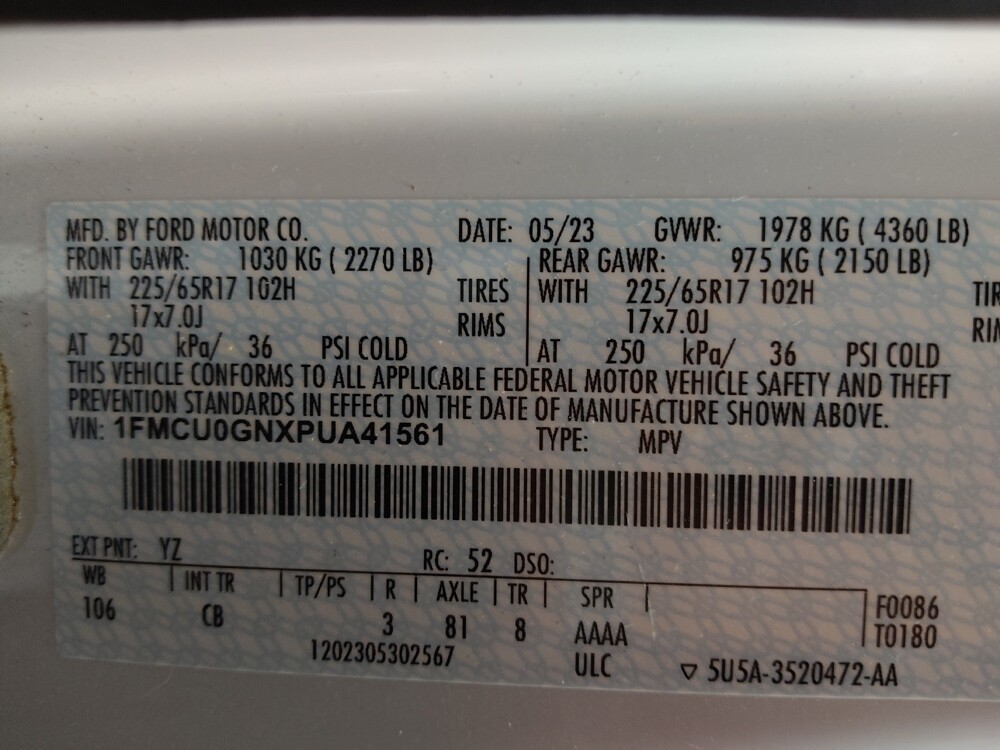 MFD. BY FORD MOTOR CO. DATE: 05/23 GVWR: 1978 KG ( 4360 LB)
FRONT GAWR: 1030 KG ( 2270 LB) REAR GAWR: 975 KG ( 2150 LB)
WITH 225/65R17 102H TIRES WITH 225/65R17 102H TIR
17x7.0J RIMS 17x7.0J RIM
AT 250 kPa/ 36 PSI COLD AT 250 kPa/ 36 PSI COLD
THIS VEHICLE CONFORMS TO ALL APPLICABLE FEDERAL MOTOR VEHICLE SAFETY AND THEFT
PREVENTION STANDARDS IN EFFECT ON THE DATE OF MANUFACTURE SHOWN ABOVE.
VIN: 1FMCU0GNXPUA41561 TYPE: MPV
EXT PNT: YZ RC: 52 DSO:
WB INT TR TP/PS R AXLE TR SPR F0086
106 CB 3 81 8 AAAA T0180
1202305302567 ULC ▽ 5U5A-3520472-AA